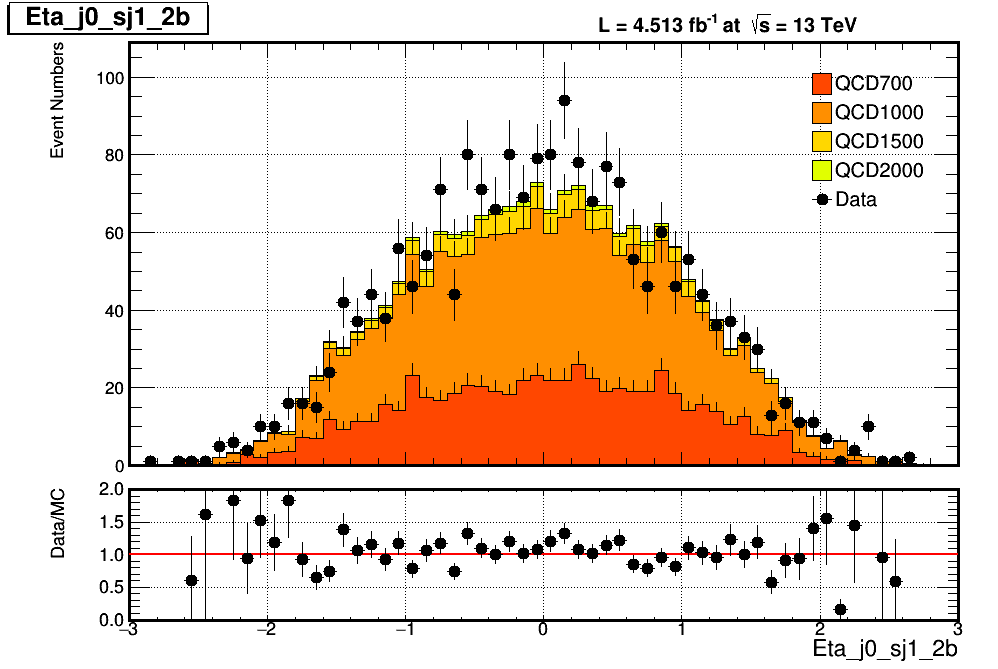 Eta_j0_sj1_2b
L = 4.513 fb⁻¹ at √s = 13 TeV
Event Numbers
100
80
60
40
20
0
QCD700
QCD1000
QCD1500
QCD2000
Data
Data/MC
2.0
1.5
1.0
0.5
0.0
−3 −2 −1 0 1 2 3
Eta_j0_sj1_2b